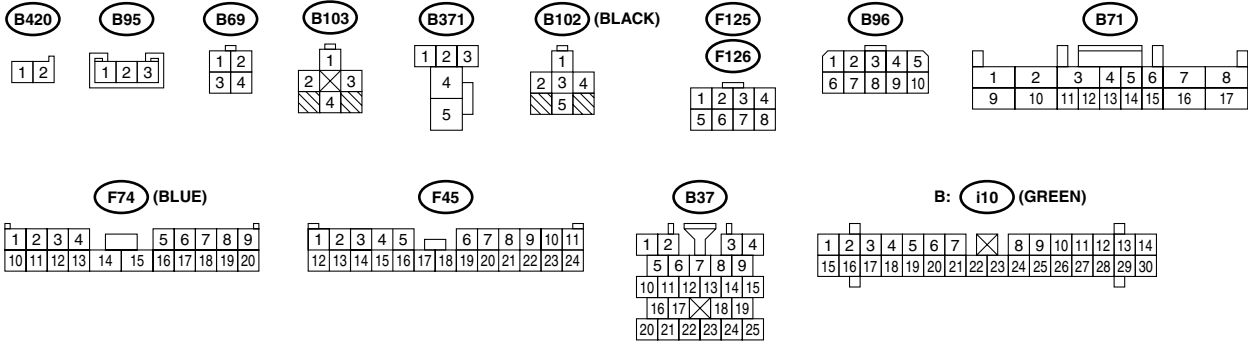 B420 B95 B69 B103 B371 B102 (BLACK) F125 B96 B71
F126
1 2
1 2 3
1 2
3 4
1
2 3
4
1 2 3
4
5
1
2 3 4
5
1 2 3 4
5 6 7 8
1 2 3 4 5
6 7 8 9 10
1 2 3 4 5 6 7 8
9 10 11 12 13 14 15 16 17
F74 (BLUE) F45 B37 B: i10 (GREEN)
1 2 3 4 5 6 7 8 9
10 11 12 13 14 15 16 17 18 19 20
1 2 3 4 5 6 7 8 9 10 11
12 13 14 15 16 17 18 19 20 21 22 23 24
1 2 3 4
5 6 7 8 9
10 11 12 13 14 15
16 17 18 19
20 21 22 23 24 25
1 2 3 4 5 6 7 8 9 10 11 12 13 14
15 16 17 18 19 20 21 22 23 24 25 26 27 28 29 30